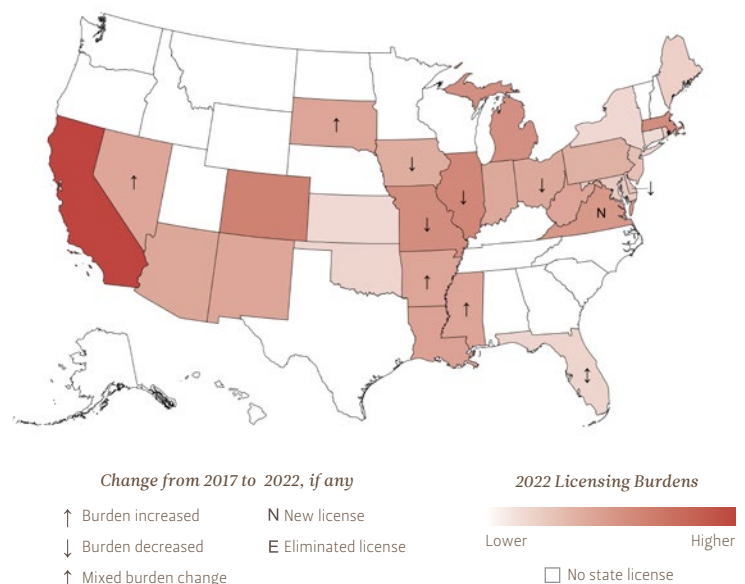 N
Change from 2017 to 2022, if any
↑ Burden increased
↓ Burden decreased
↑ Mixed burden change
N New license
E Eliminated license
2022 Licensing Burdens
Lower Higher
No state license